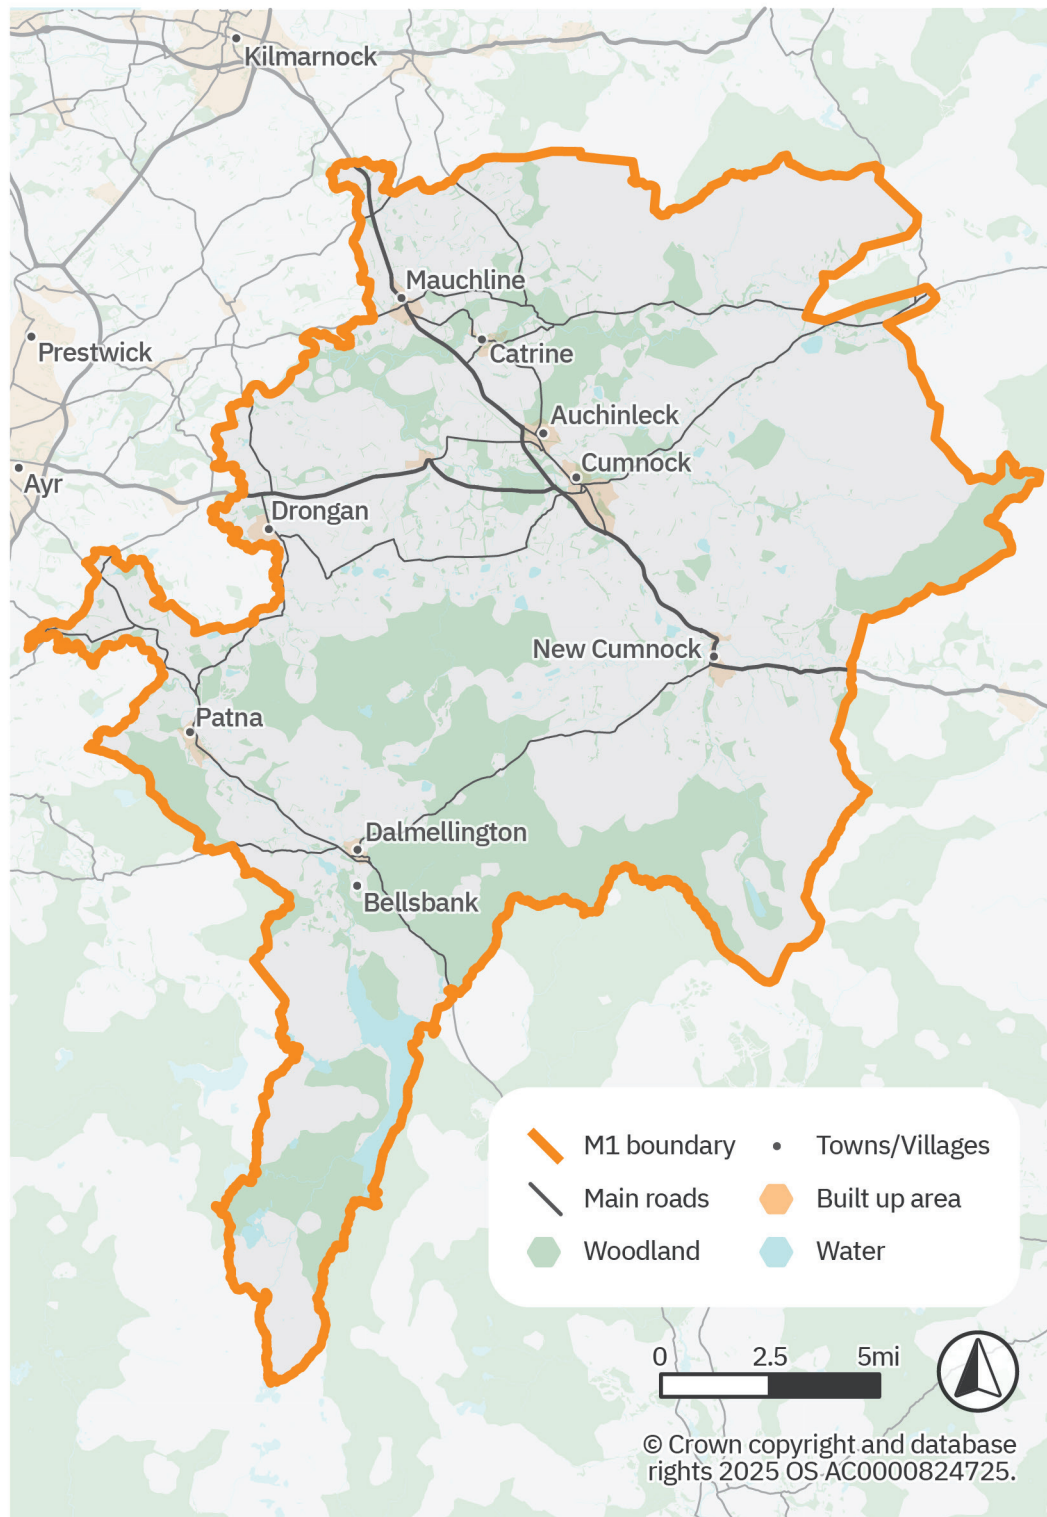 Kilmarnock
Mauchline
Prestwick
Catrine
Auchinleck
Cumnock
Ayr
Drongan
New Cumnock
Patna
Dalmellington
Bellsbank
M1 boundary
Towns/Villages
Main roads
Built up area
Woodland
Water
0 2.5 5mi
© Crown copyright and database
rights 2025 OS AC0000824725.